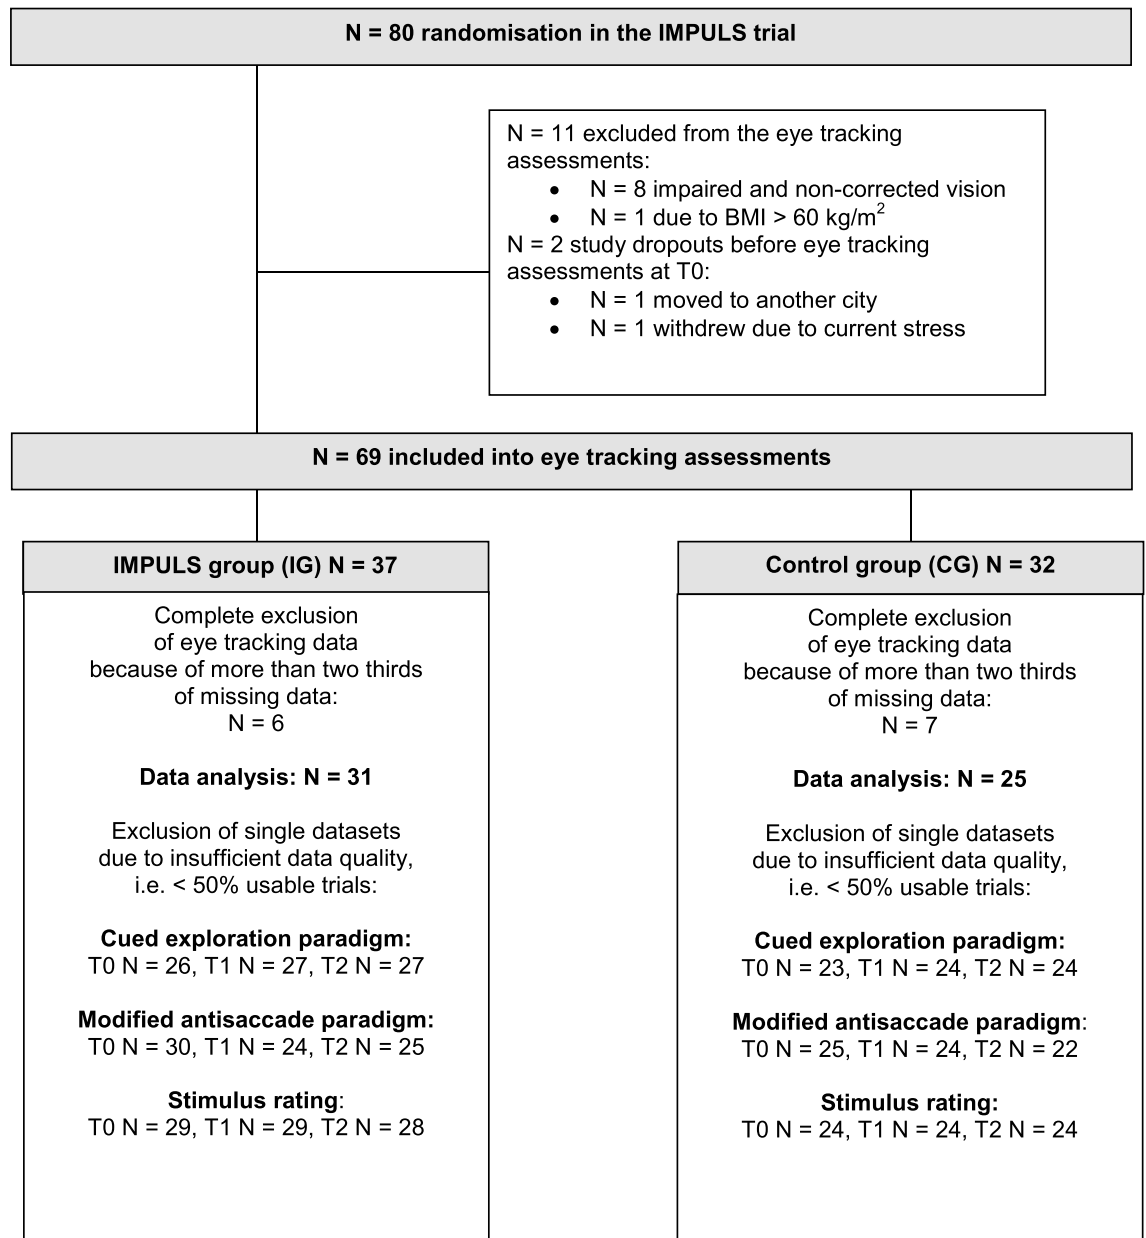 N = 80 randomisation in the IMPULS trial
N = 11 excluded from the eye tracking
assessments:
• N = 8 impaired and non-corrected vision
• N = 1 due to BMI > 60 kg/m²
N = 2 study dropouts before eye tracking
assessments at T0:
• N = 1 moved to another city
• N = 1 withdrew due to current stress
N = 69 included into eye tracking assessments
IMPULS group (IG) N = 37
Complete exclusion
of eye tracking data
because of more than two thirds
of missing data:
N = 6
Data analysis: N = 31
Exclusion of single datasets
due to insufficient data quality,
i.e. < 50% usable trials:
Cued exploration paradigm:
T0 N = 26, T1 N = 27, T2 N = 27
Modified antisaccade paradigm:
T0 N = 30, T1 N = 24, T2 N = 25
Stimulus rating:
T0 N = 29, T1 N = 29, T2 N = 28
Control group (CG) N = 32
Complete exclusion
of eye tracking data
because of more than two thirds
of missing data:
N = 7
Data analysis: N = 25
Exclusion of single datasets
due to insufficient data quality,
i.e. < 50% usable trials:
Cued exploration paradigm:
T0 N = 23, T1 N = 24, T2 N = 24
Modified antisaccade paradigm:
T0 N = 25, T1 N = 24, T2 N = 22
Stimulus rating:
T0 N = 24, T1 N = 24, T2 N = 24